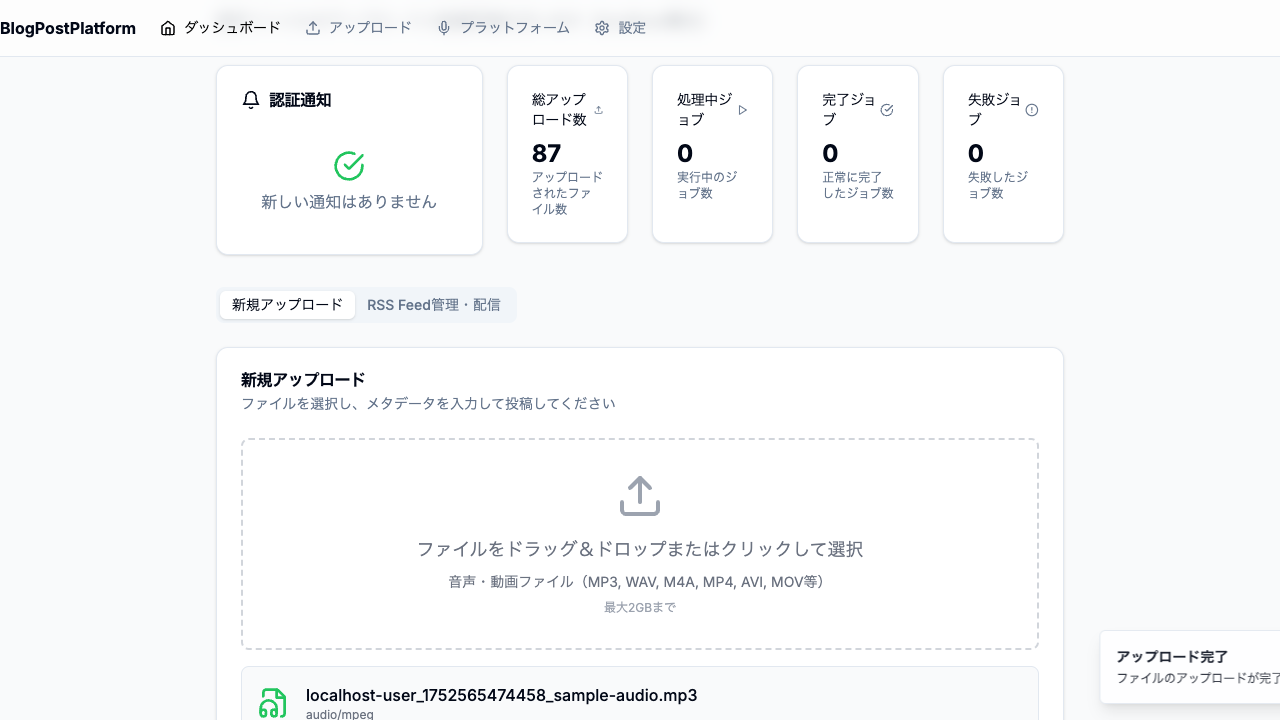 BlogPostPlatform
ダッシュボード
アップロード
プラットフォーム
設定
認証通知
新しい通知はありません
総アップ
ロード数
87
アップロード
されたファ
イル数
処理中ジ
ョブ
0
実行中のジ
ョブ数
完了ジョ
ブ
0
正常に完了
したジョブ数
失敗ジョ
ブ
0
失敗したジ
ョブ数
新規アップロード
RSS Feed管理・配信
新規アップロード
ファイルを選択し、メタデータを入力して投稿してください
ファイルをドラッグ＆ドロップまたはクリックして選択
音声・動画ファイル（MP3, WAV, M4A, MP4, AVI, MOV等）
最大2GBまで
localhost-user_1752565474458_sample-audio.mp3
audio/mpeg
アップロード完了
ファイルのアップロードが完了